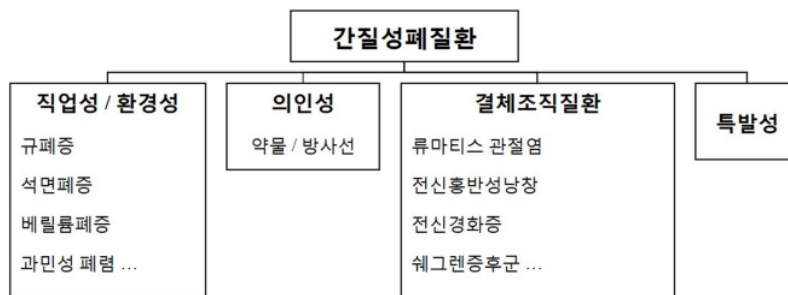 간질성폐질환
직업성 / 환경성
규폐증
석면폐증
베릴륨폐증
과민성 폐렴 ...
의인성
약물 / 방사선
결체조직질환
류마티스 관절염
전신홍반성낭창
전신경화증
쉐그렌증후군 ...
특발성